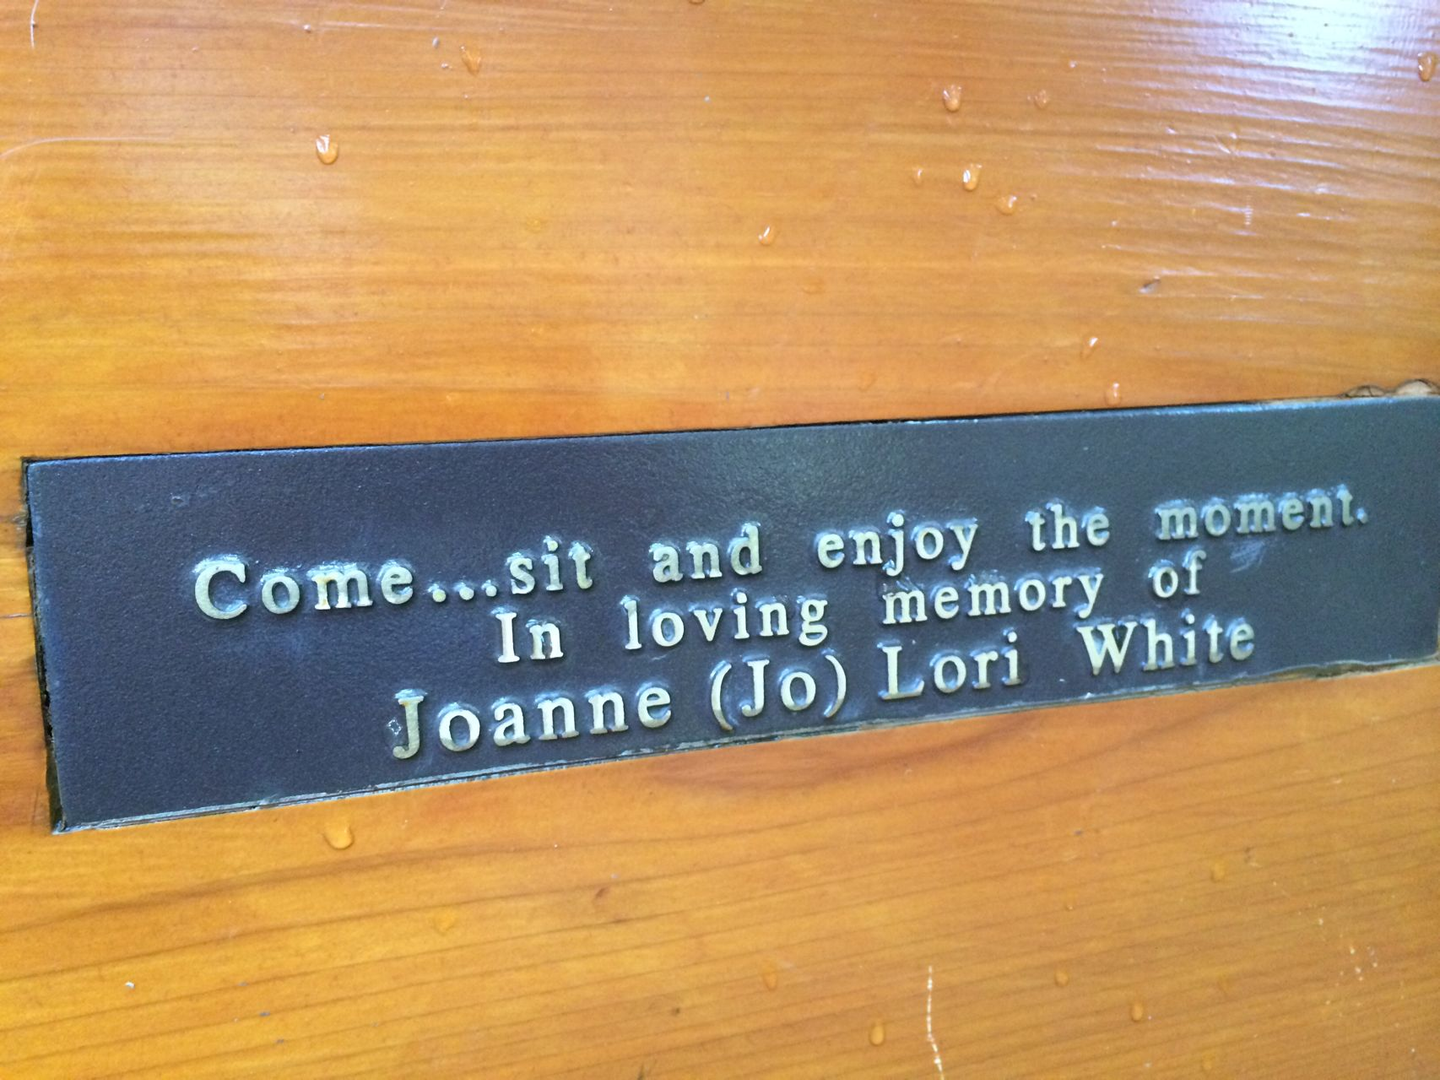 Come...sit and enjoy the moment.
In loving memory of
Joanne (Jo) Lori White